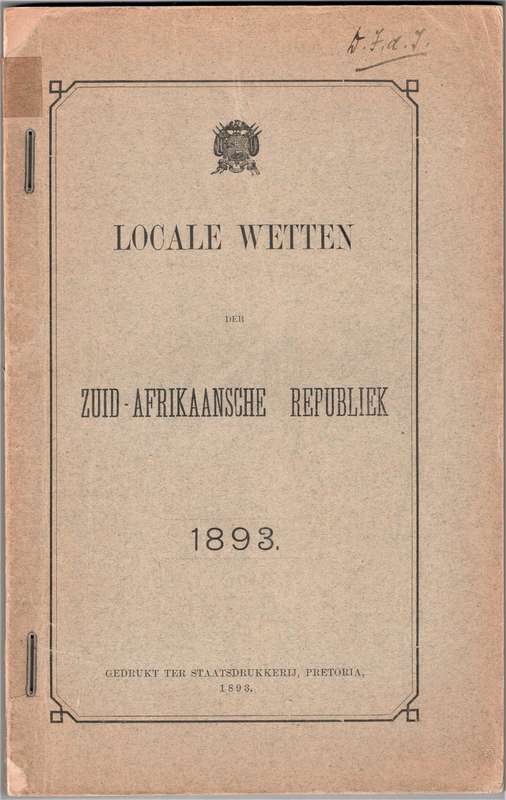 D. F. d. T.
LOCALE WETTEN
DER
ZUID-AFRIKAANSCHE REPUBLIEK
1893.
GEDRUKT TER STAATSDRUKKERIJ, PRETORIA,
1893.